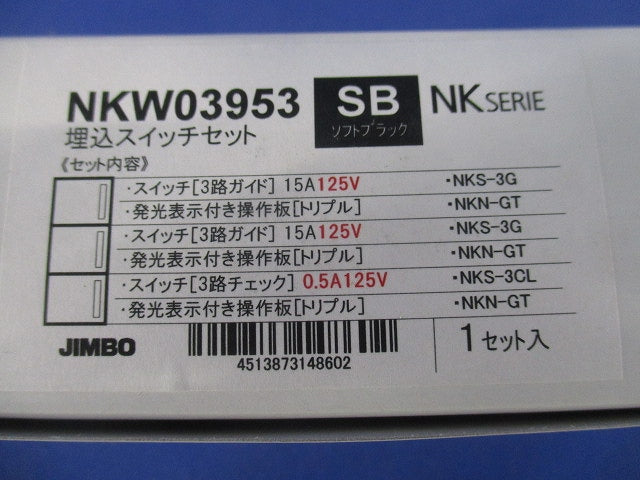 NKW03953 SB NK SERIE
ソフトブラック
埋込スイッチセット
《セット内容》
・スイッチ[3路ガイド] 15A125V ・NKS-3G
・発光表示付き操作板[トリプル] ・NKN-GT
・スイッチ[3路ガイド] 15A125V ・NKS-3G
・発光表示付き操作板[トリプル] ・NKN-GT
・スイッチ[3路チェック] 0.5A125V ・NKS-3CL
・発光表示付き操作板[トリプル] ・NKN-GT
JIMBO 1セット入
4513873148602